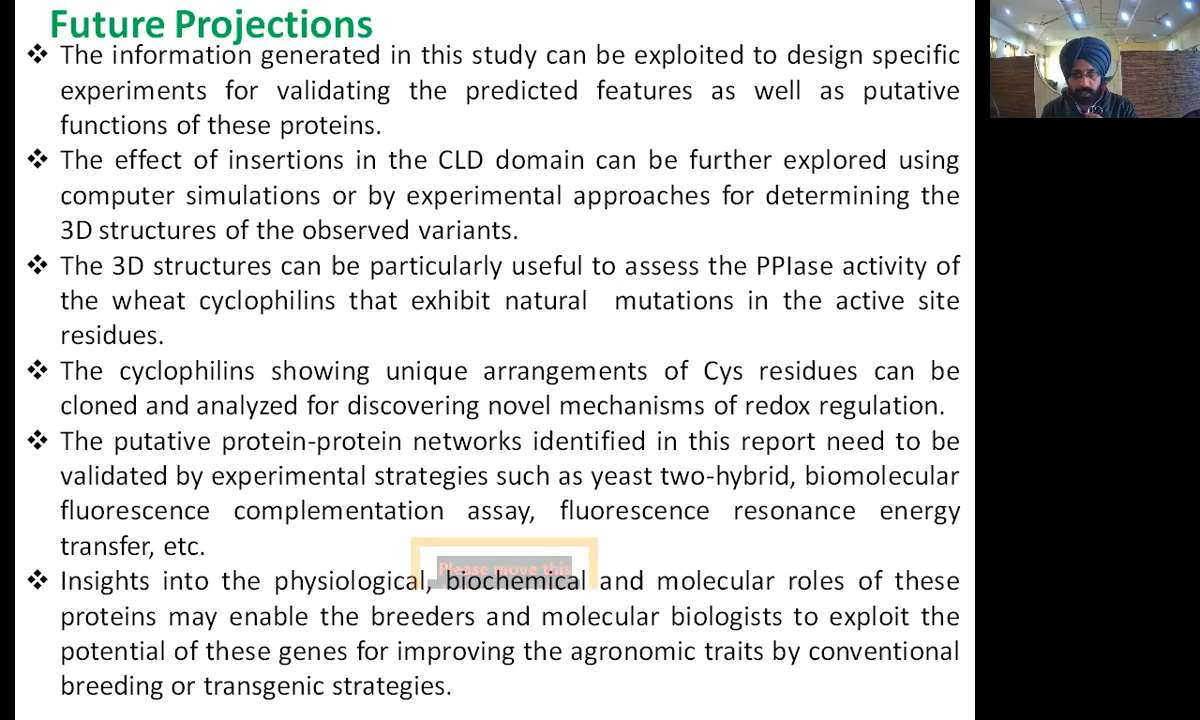 Future Projections
❖ The information generated in this study can be exploited to design specific
experiments for validating the predicted features as well as putative
functions of these proteins.
❖ The effect of insertions in the CLD domain can be further explored using
computer simulations or by experimental approaches for determining the
3D structures of the observed variants.
❖ The 3D structures can be particularly useful to assess the PPIase activity of
the wheat cyclophilins that exhibit natural mutations in the active site
residues.
❖ The cyclophilins showing unique arrangements of Cys residues can be
cloned and analyzed for discovering novel mechanisms of redox regulation.
❖ The putative protein-protein networks identified in this report need to be
validated by experimental strategies such as yeast two-hybrid, biomolecular
fluorescence complementation assay, fluorescence resonance energy
transfer, etc.
Please move this
❖ Insights into the physiological, biochemical and molecular roles of these
proteins may enable the breeders and molecular biologists to exploit the
potential of these genes for improving the agronomic traits by conventional
breeding or transgenic strategies.